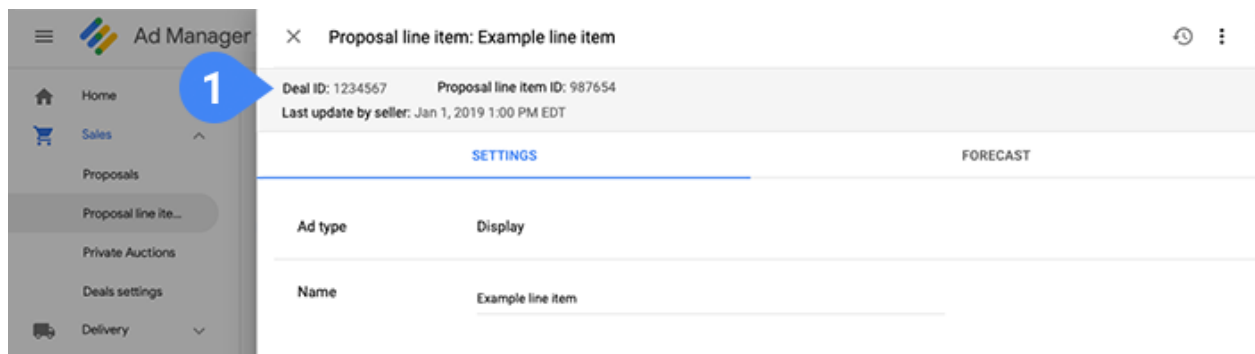 Ad Manager
Proposal line item: Example line item
1
Home
Deal ID: 1234567 Proposal line item ID: 987654
Last update by seller: Jan 1, 2019 1:00 PM EDT
Sales
SETTINGS FORECAST
Proposals
Proposal line ite...
Private Auctions
Deals settings
Delivery
Ad type Display
Name Example line item